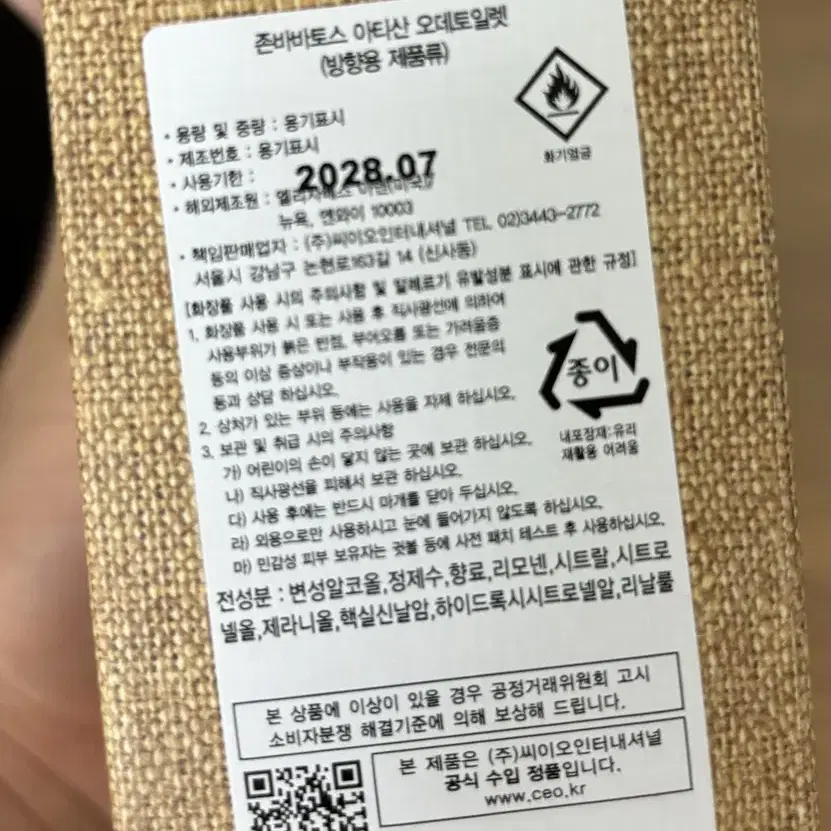 존바바토스 아티산 오데토일렛
(방향용 제품류)
· 용량 및 중량 : 용기표시
· 제조번호 : 용기표시
· 사용기한 : 2028.07
· 해외제조원 :
뉴욕, 엔와이 10003
· 책임판매업자 : (주)씨이오인터내셔널 TEL 02)3443-2772
서울시 강남구 논현로163길 14 (신사동)
[화장품 사용 시의 주의사항 및 알레르기 유발성분 표시에 관한 규정]
1. 화장품 사용 시 또는 사용 후 직사광선에 의하여
사용부위가 붉은 반점, 부어오름 또는 가려움증
등의 이상 증상이나 부작용이 있는 경우 전문의
등과 상담 하십시오.
2. 상처가 있는 부위 등에는 사용을 자제 하십시오.
3. 보관 및 취급 시의 주의사항
가) 어린이의 손이 닿지 않는 곳에 보관 하십시오.
나) 직사광선을 피해서 보관 하십시오.
다) 사용 후에는 반드시 마개를 닫아 두십시오.
라) 외용으로만 사용하시고 눈에 들어가지 않도록 하십시오.
마) 민감성 피부 보유자는 귓볼 등에 사전 패치 테스트 후 사용하십시오.
전성분 : 변성알코올,정제수,향료,리모넨,시트랄,시트로
넬올,제라니올,핵실신남알,하이드록시시트로넬알,리날룰
화기엄금
종이
내포장재:유리
재활용 어려움
본 상품에 이상이 있을 경우 공정거래위원회 고시
소비자분쟁 해결기준에 의해 보상해 드립니다.
본 제품은 (주)씨이오인터내셔널
공식 수입 정품입니다.
www.ceo.kr